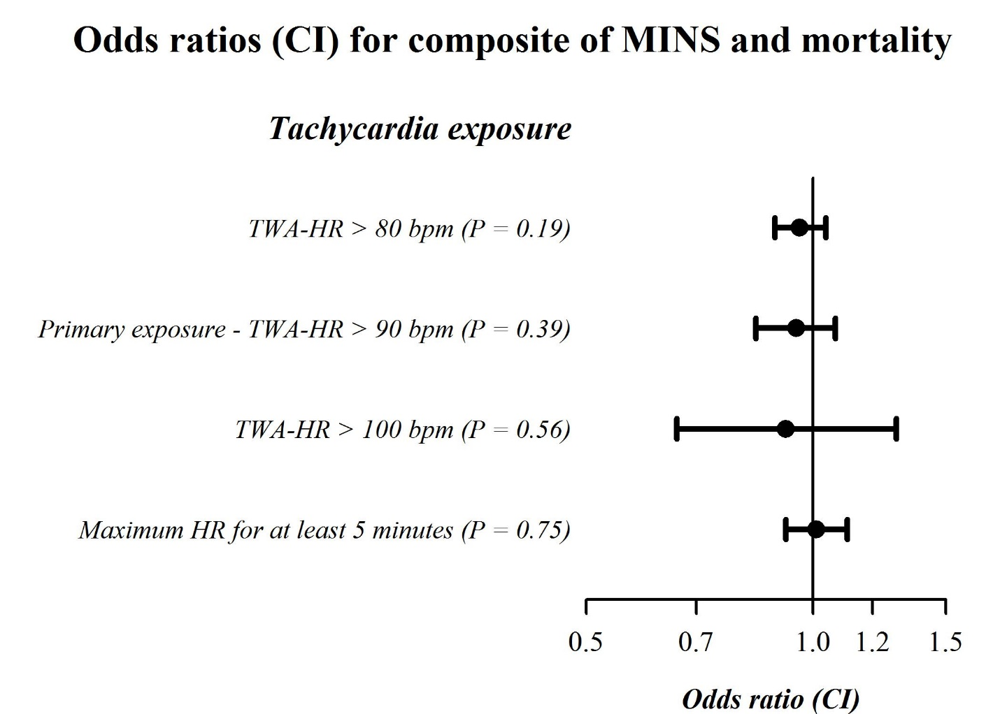 Odds ratios (CI) for composite of MINS and mortality
Tachycardia exposure
TWA-HR > 80 bpm (P = 0.19)
Primary exposure - TWA-HR > 90 bpm (P = 0.39)
TWA-HR > 100 bpm (P = 0.56)
Maximum HR for at least 5 minutes (P = 0.75)
0.5 0.7 1.0 1.2 1.5
Odds ratio (CI)